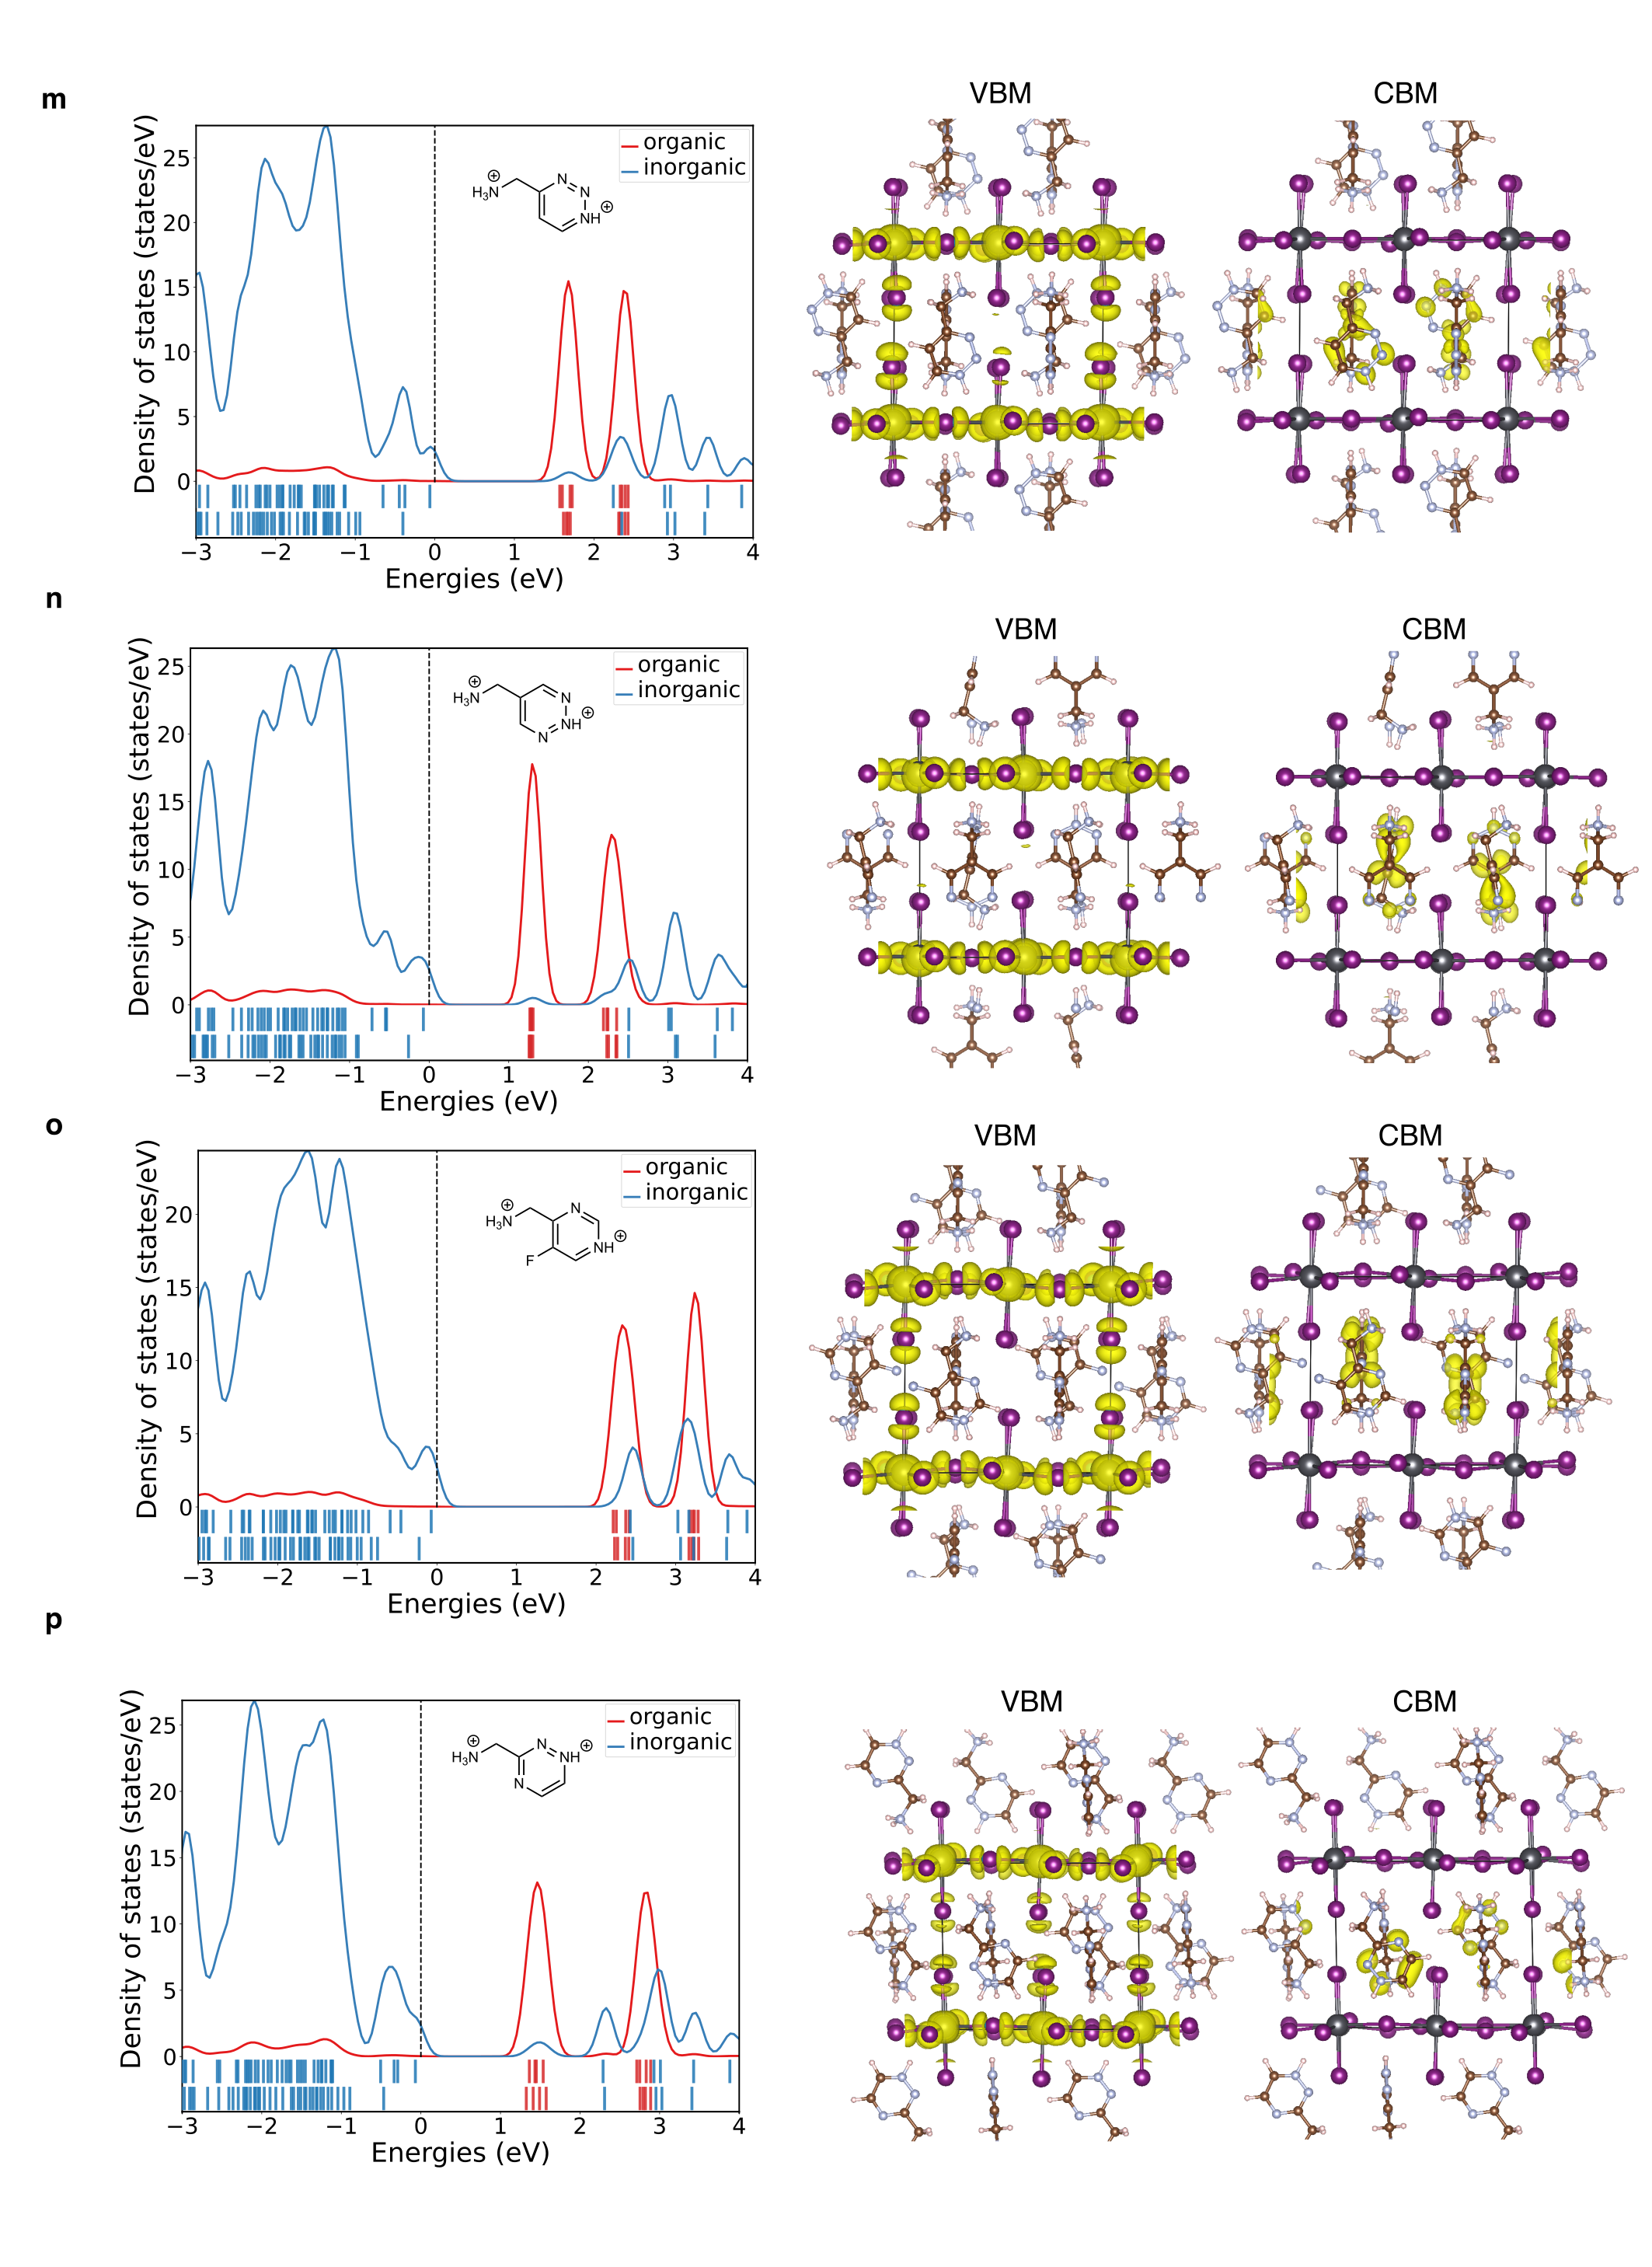 m
VBM
CBM
Density of states (states/eV)
25
20
15
10
5
0
organic
inorganic
⊕
H₃N
N
N
NH
⊕
−3 −2 −1 0 1 2 3 4
Energies (eV)
n
VBM
CBM
Density of states (states/eV)
25
20
15
10
5
0
organic
inorganic
⊕
H₃N
N
NH
⊕
N
−3 −2 −1 0 1 2 3 4
Energies (eV)
o
VBM
CBM
Density of states (states/eV)
20
15
10
5
0
organic
inorganic
⊕
H₃N
N
NH
⊕
F
−3 −2 −1 0 1 2 3 4
Energies (eV)
p
VBM
CBM
Density of states (states/eV)
25
20
15
10
5
0
organic
inorganic
⊕
H₃N
N
NH
⊕
N
−3 −2 −1 0 1 2 3 4
Energies (eV)